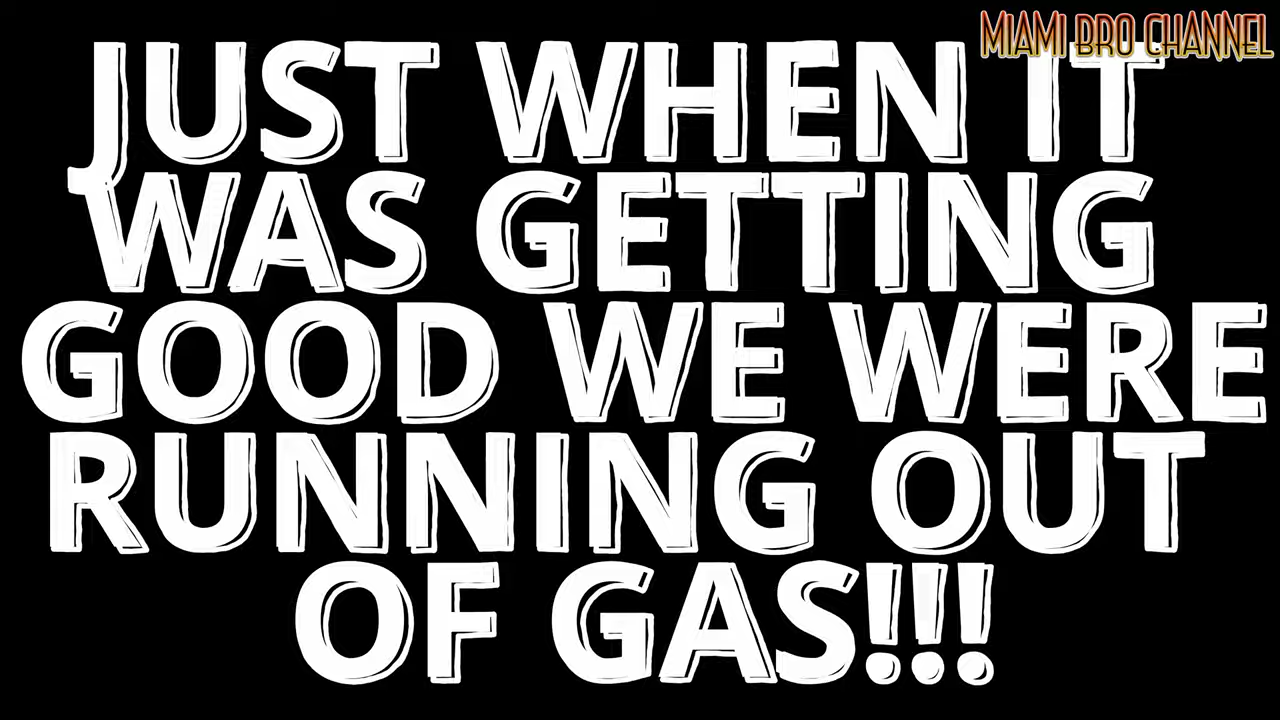 MIAMI BRO CHANNEL
JUST WHEN IT
WAS GETTING
GOOD WE WERE
RUNNING OUT
OF GAS!!!